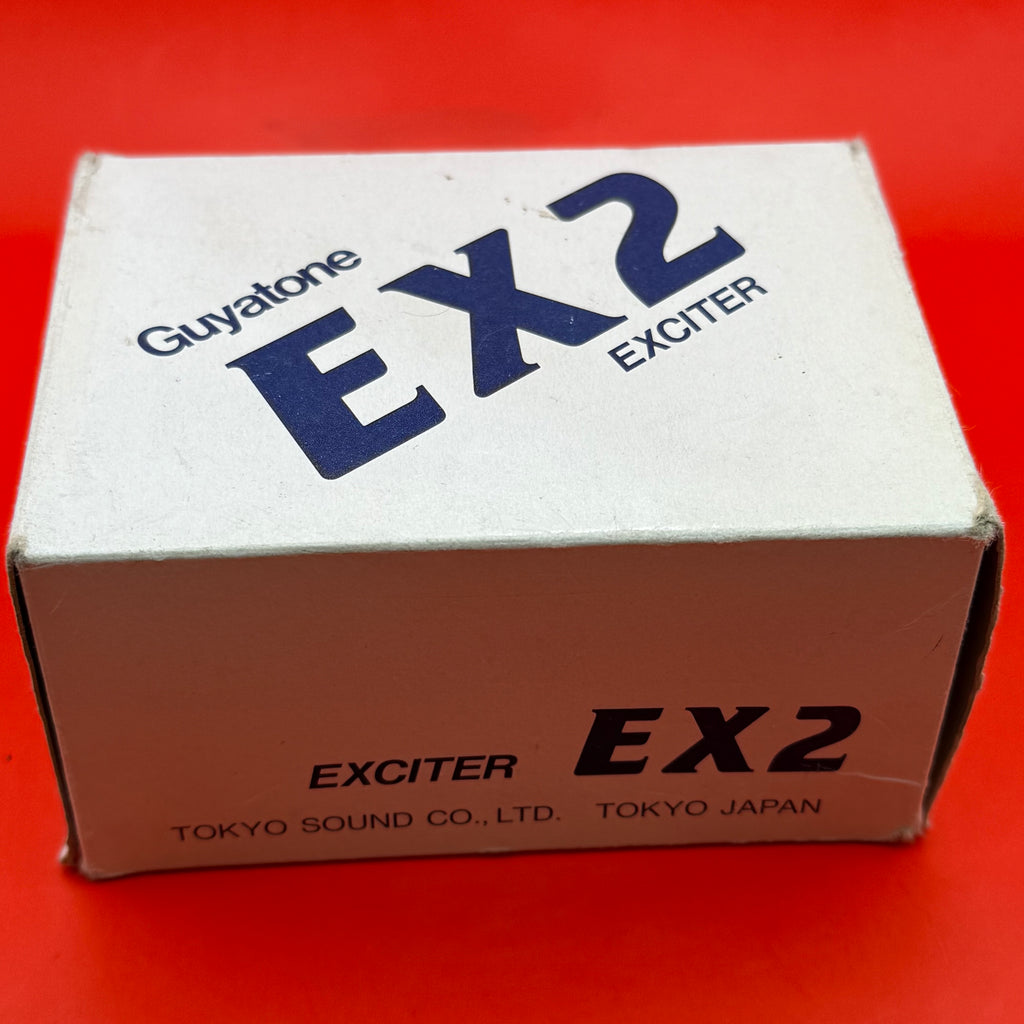 Guyatone
EX2
EXCITER
EXCITER EX2
TOKYO SOUND CO., LTD. TOKYO JAPAN